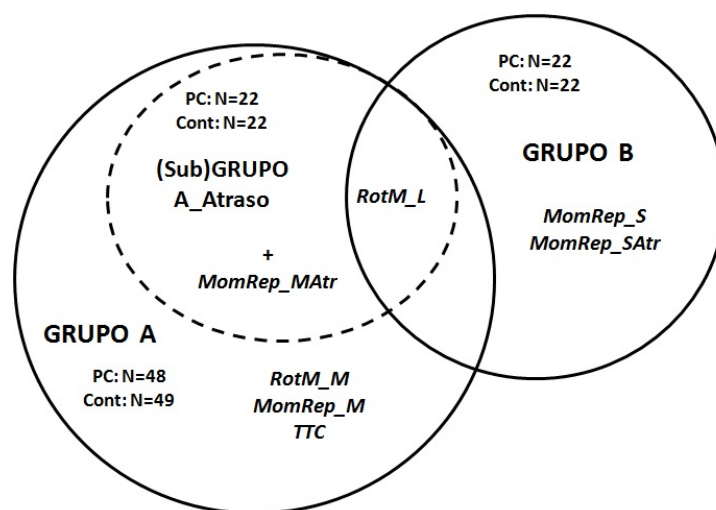 PC: N=22
Cont: N=22
(Sub)GRUPO
A_Atraso
+
MomRep_MAtr
GRUPO A
PC: N=48
Cont: N=49
RotM_M
MomRep_M
TTC
RotM_L
PC: N=22
Cont: N=22
GRUPO B
MomRep_S
MomRep_SAtr